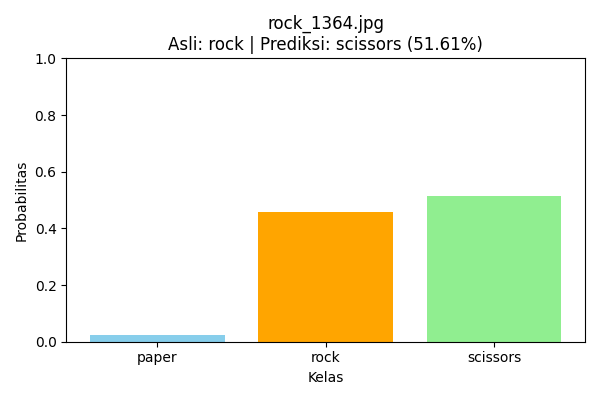 rock_1364.jpg
Asli: rock | Prediksi: scissors (51.61%)
1.0
0.8
0.6
0.4
0.2
0.0
Probabilitas
paper rock scissors
Kelas